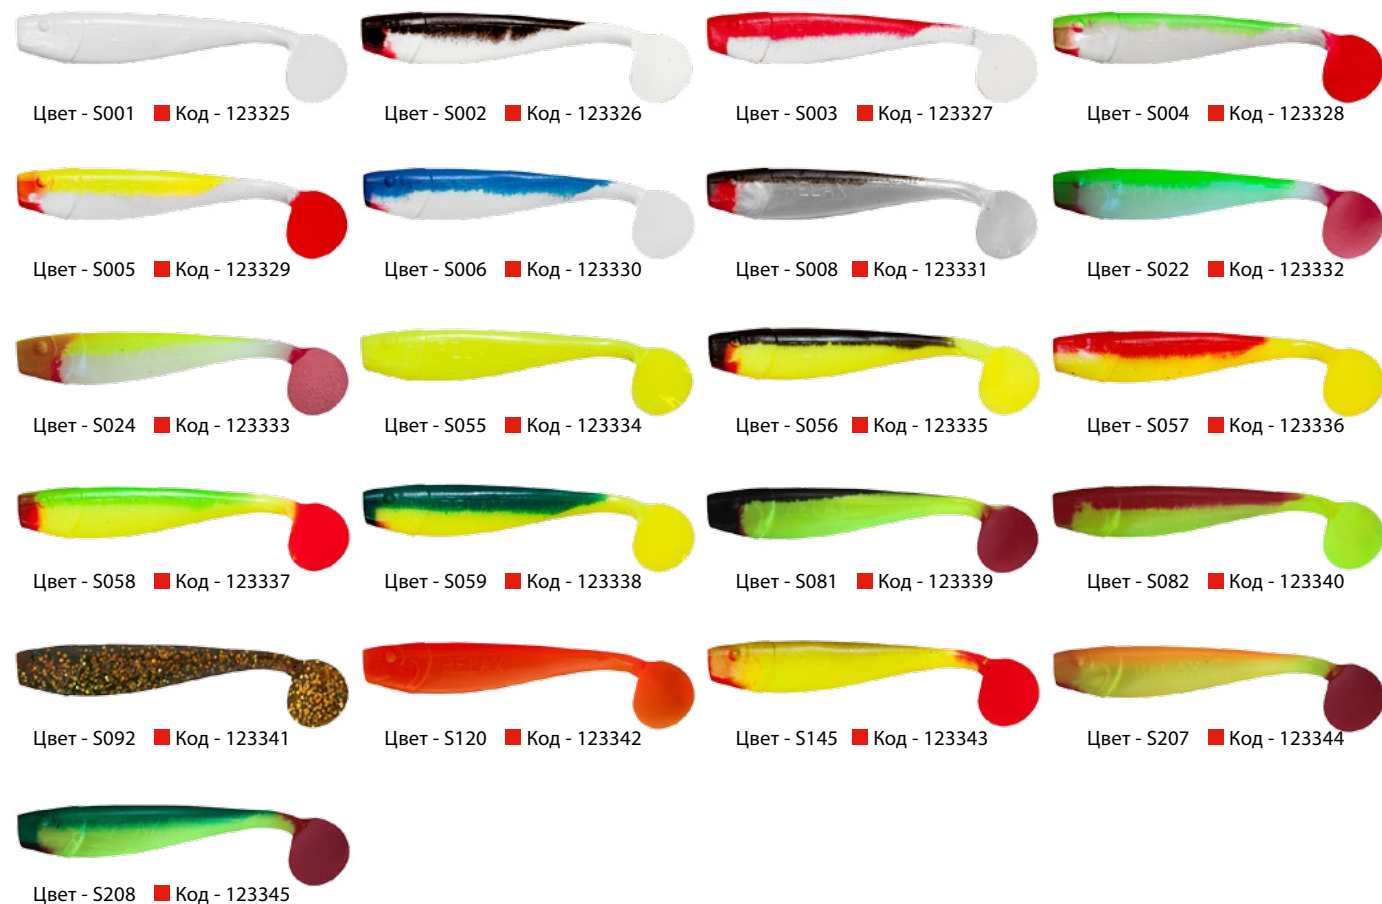 Цвет - S001 Код - 123325
Цвет - S002 Код - 123326
Цвет - S003 Код - 123327
Цвет - S004 Код - 123328
Цвет - S005 Код - 123329
Цвет - S006 Код - 123330
Цвет - S008 Код - 123331
Цвет - S022 Код - 123332
Цвет - S024 Код - 123333
Цвет - S055 Код - 123334
Цвет - S056 Код - 123335
Цвет - S057 Код - 123336
Цвет - S058 Код - 123337
Цвет - S059 Код - 123338
Цвет - S081 Код - 123339
Цвет - S082 Код - 123340
RELAX
Цвет - S092 Код - 123341
Цвет - S120 Код - 123342
Цвет - S145 Код - 123343
Цвет - S207 Код - 123344
Цвет - S208 Код - 123345